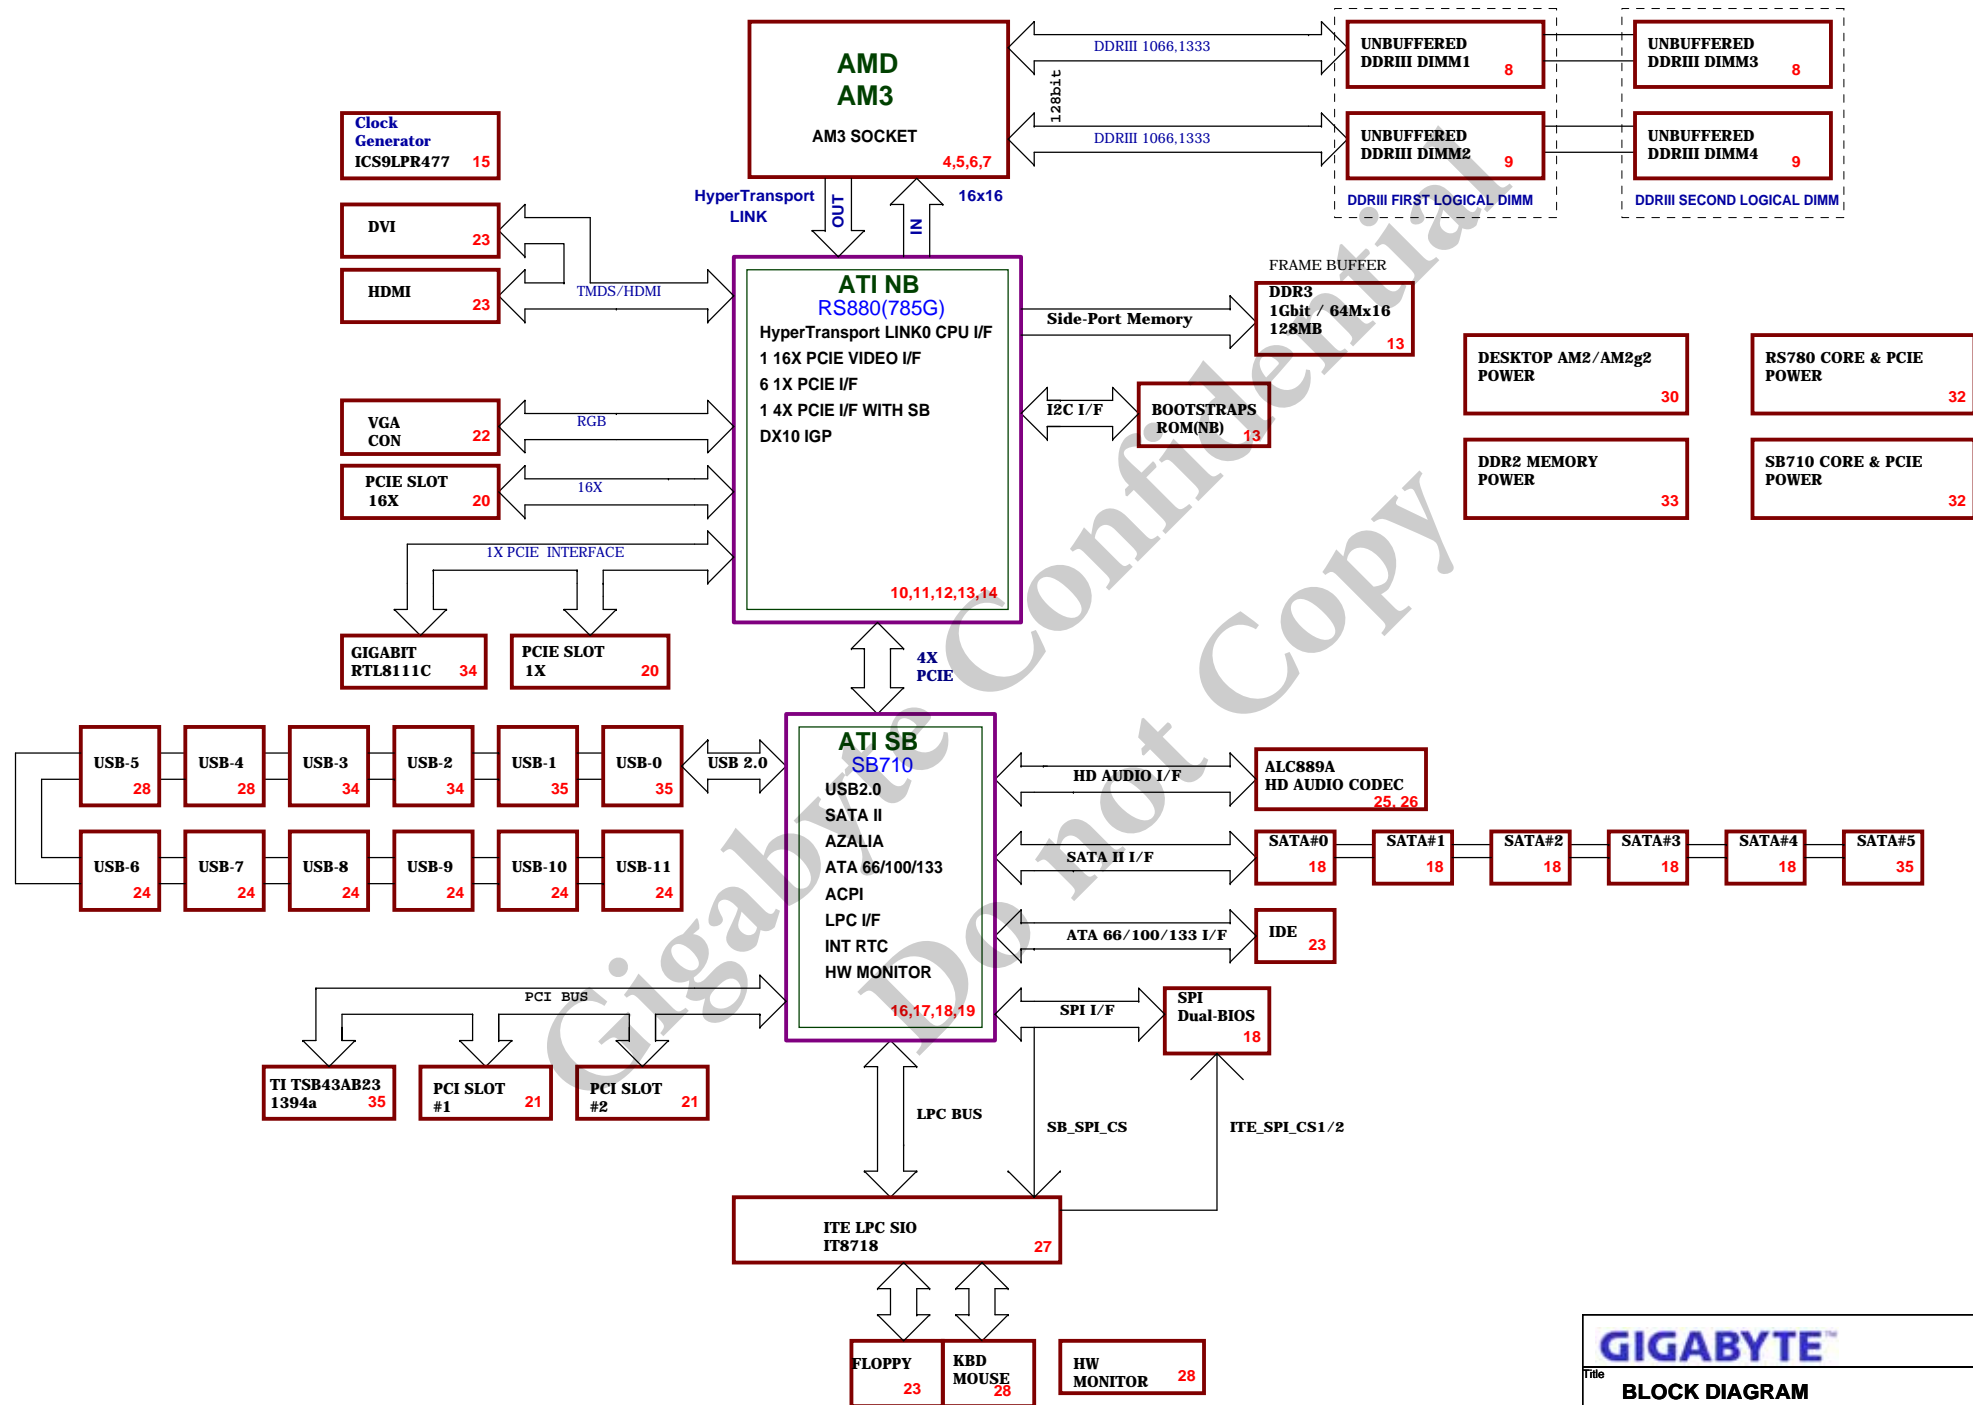 AMD
AM3
AM3 SOCKET
4,5,6,7
DDRIII 1066,1333
128bit
DDRIII 1066,1333
UNBUFFERED
DDRIII DIMM1
8
UNBUFFERED
DDRIII DIMM3
8
UNBUFFERED
DDRIII DIMM2
9
UNBUFFERED
DDRIII DIMM4
9
DDRIII FIRST LOGICAL DIMM
DDRIII SECOND LOGICAL DIMM
Clock
Generator
ICS9LPR477 15
HyperTransport
LINK
OUT
IN
16x16
DVI
23
HDMI
23
TMDS/HDMI
ATI NB
RS880(785G)
HyperTransport LINK0 CPU I/F
1 16X PCIE VIDEO I/F
6 1X PCIE I/F
1 4X PCIE I/F WITH SB
DX10 IGP
10,11,12,13,14
Side-Port Memory
FRAME BUFFER
DDR3
1Gbit / 64Mx16
128MB
13
I2C I/F
BOOTSTRAPS
ROM(NB)
13
DESKTOP AM2/AM2g2
POWER
30
RS780 CORE & PCIE
POWER
32
DDR2 MEMORY
POWER
33
SB710 CORE & PCIE
POWER
32
VGA
CON
22
RGB
PCIE SLOT
16X
20
16X
1X PCIE INTERFACE
GIGABIT
RTL8111C
34
PCIE SLOT
1X
20
4X
PCIE
USB-5
28
USB-4
28
USB-3
34
USB-2
34
USB-1
35
USB-0
35
USB 2.0
USB-6
24
USB-7
24
USB-8
24
USB-9
24
USB-10
24
USB-11
24
ATI SB
SB710
USB2.0
SATA II
AZALIA
ATA 66/100/133
ACPI
LPC I/F
INT RTC
HW MONITOR
16,17,18,19
HD AUDIO I/F
ALC889A
HD AUDIO CODEC
25, 26
SATA II I/F
SATA#0
18
SATA#1
18
SATA#2
18
SATA#3
18
SATA#4
18
SATA#5
35
ATA 66/100/133 I/F
IDE
23
SPI I/F
SPI
Dual-BIOS
18
PCI BUS
TI TSB43AB23
1394a
35
PCI SLOT
#1
21
PCI SLOT
#2
21
LPC BUS
SB_SPI_CS
ITE_SPI_CS1/2
ITE LPC SIO
IT8718
27
FLOPPY
23
KBD
MOUSE
28
HW
MONITOR
28
Gigabyte Confidential
Do not Copy
GIGABYTE™
Title
BLOCK DIAGRAM